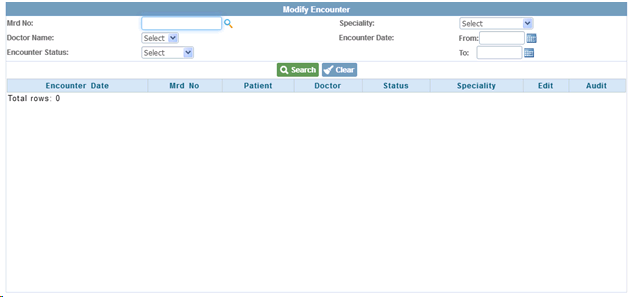 Modify Encounter
Mrd No: Speciality: Select
Doctor Name: Select Encounter Date: From:
Encounter Status: Select To:
Search Clear
Encounter Date Mrd No Patient Doctor Status Speciality Edit Audit
Total rows: 0